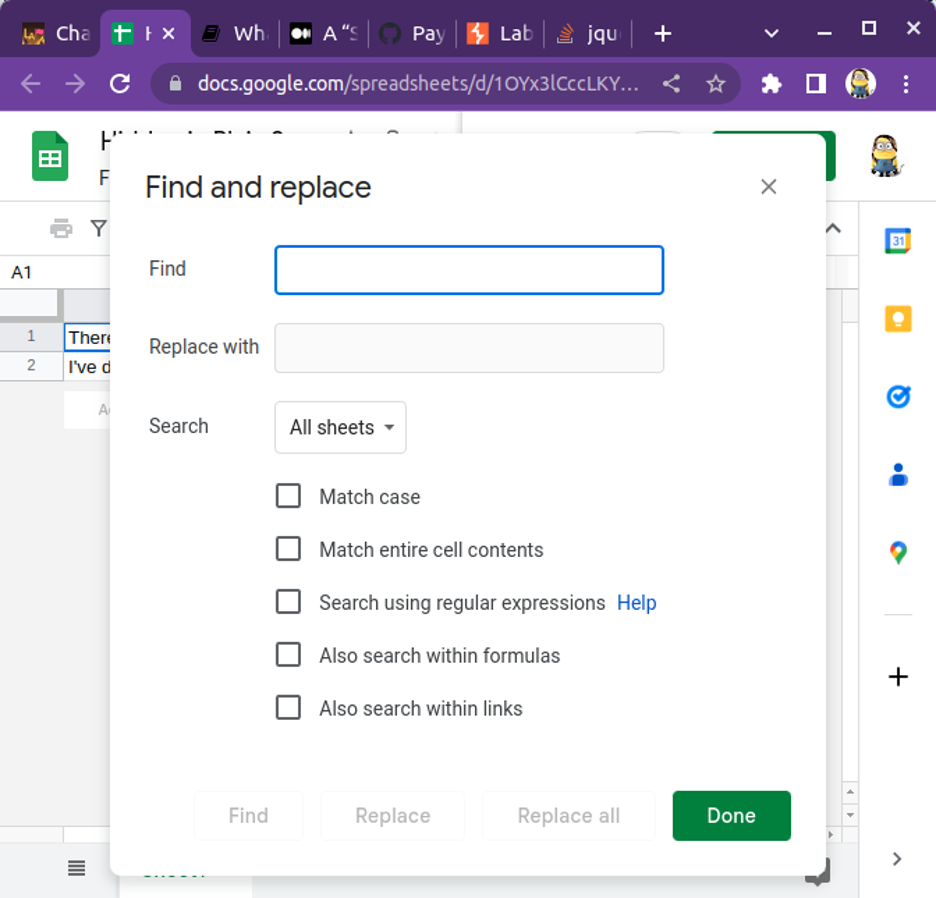 Cha
Wh
A “S
Pay
Lab
jqu
docs.google.com/spreadsheets/d/1OYx3lCccLKY...
Find and replace
31
A1
Find
1 There
Replace with
2 I've d
Search All sheets
Match case
Match entire cell contents
Search using regular expressions Help
Also search within formulas
Also search within links
Find Replace Replace all Done